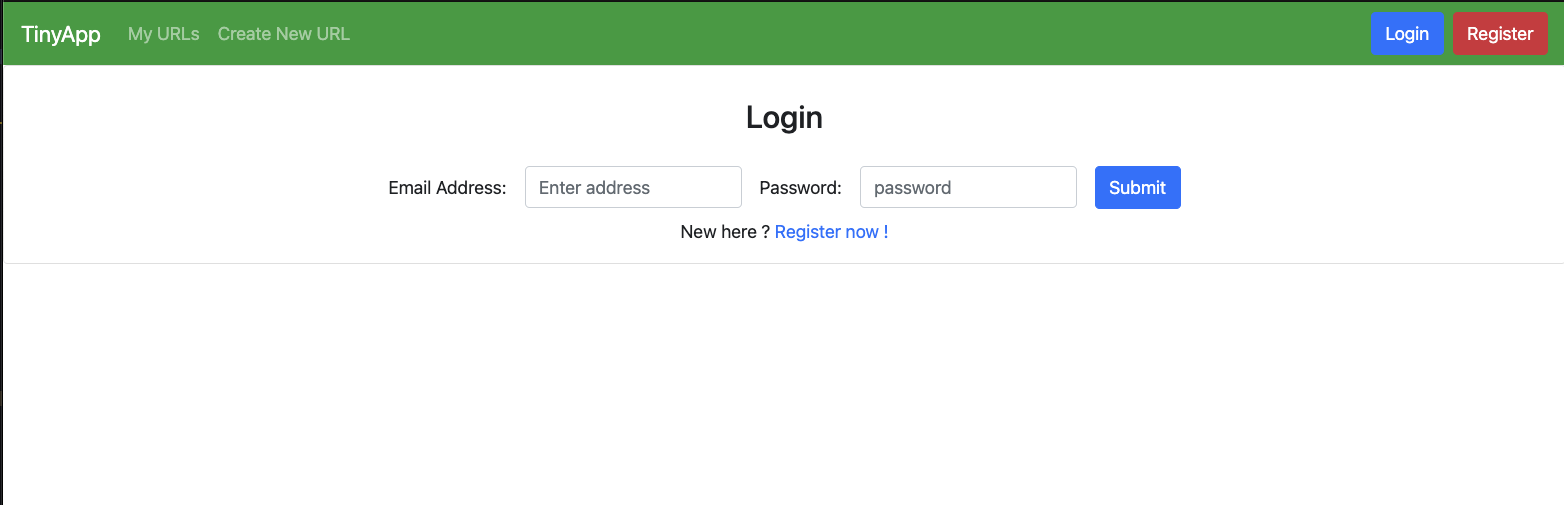 TinyApp My URLs Create New URL Login Register
Login
Email Address: Enter address Password: password Submit
New here ? Register now !